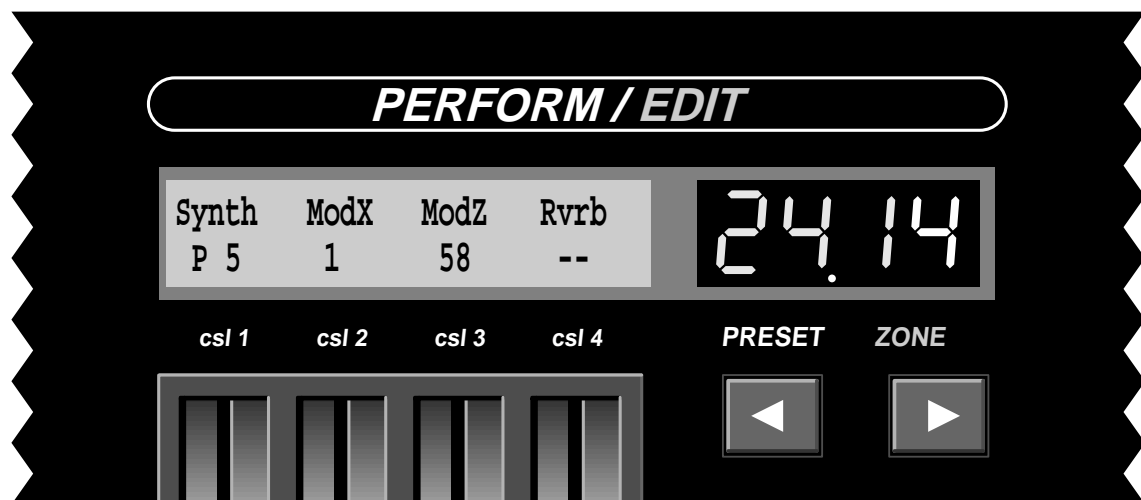 PERFORM / EDIT
Synth ModX ModZ Rvrb
P 5 1 58 --
24.14
csl 1 csl 2 csl 3 csl 4
PRESET ZONE